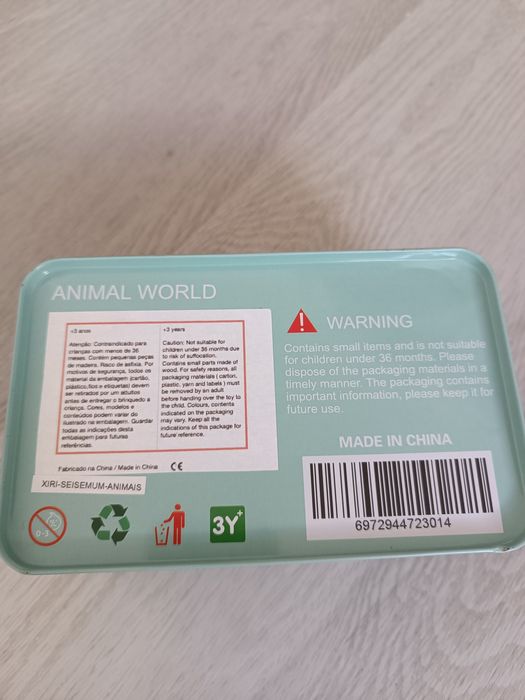 ANIMAL WORLD
<3 anos
Atenção: Contraindicado para
crianças com menos de 36
meses. Contém pequenas peças
de madeira. Risco de asfixia. Por
motivos de segurança, todos os
material da embalagem (cartão,
plástico,fios e etiquetas) devem
ser retirados por um adultos
antes de entregar o brinquedo a
criança. Cores, modelos e
conteúdos podem variar do
ilustrado na embalagem. Guardar
todas as indicações desta
embalagem para futuras
referências.
<3 years
Caution: Not suitable for
children under 36 months due
to risk of suffocation.
Contains small parts made of
wood. For safety reasons, all
packaging materials ( carton,
plastic, yarn and labels ) must
be removed by an adult
before handing over the toy to
the child. Colours, contents
indicated on the packaging
may vary. Keep all the
indications of this package for
future reference.
Fabricado na China / Made in China CE
XIRI-SEISEMUM-ANIMAIS
0-3
3Y+
WARNING
Contains small items and is not suitable
for children under 36 months. Please
dispose of the packaging materials in a
timely manner. The packaging contains
important information, please keep it for
future use.
MADE IN CHINA
6972944723014